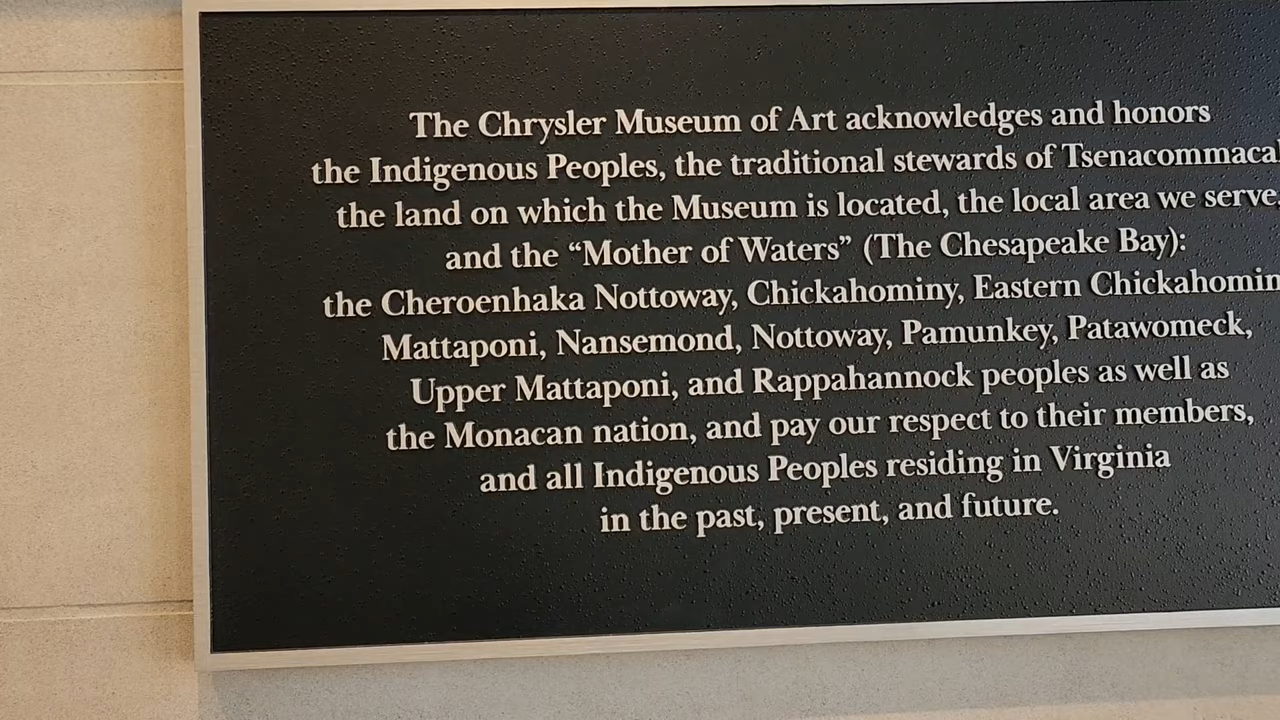 The Chrysler Museum of Art acknowledges and honors
the Indigenous Peoples, the traditional stewards of Tsenacommaca
the land on which the Museum is located, the local area we serve,
and the “Mother of Waters” (The Chesapeake Bay):
the Cheroenhaka Nottoway, Chickahominy, Eastern Chickahomin
Mattaponi, Nansemond, Nottoway, Pamunkey, Patawomeck,
Upper Mattaponi, and Rappahannock peoples as well as
the Monacan nation, and pay our respect to their members,
and all Indigenous Peoples residing in Virginia
in the past, present, and future.